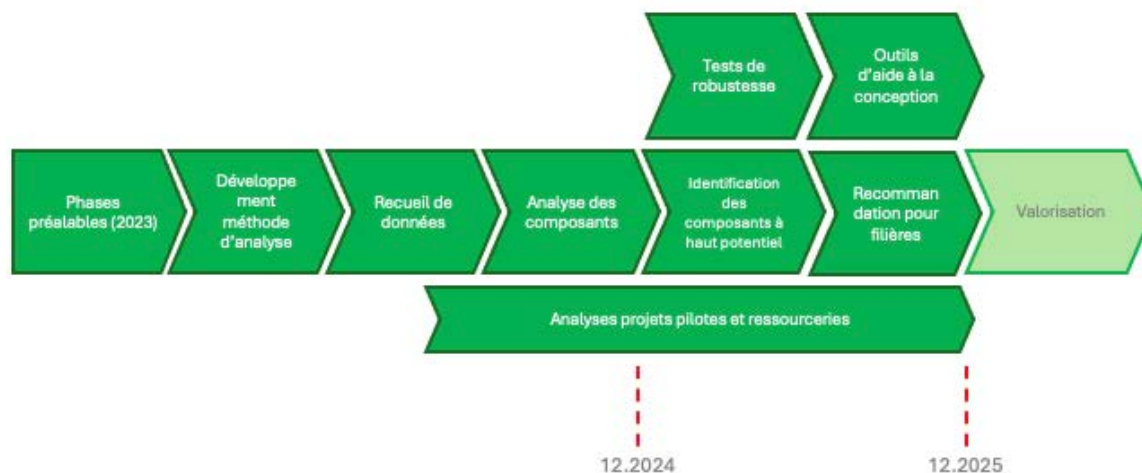 Tests de
robustesse
Outils
d'aide à la
conception
Phases
préalables (2023)
Développe
ment
méthode
d'analyse
Recueil de
données
Analyse des
composants
Identification
des
composants à
haut potentiel
Recomman
dation pour
filières
Valorisation
Analyses projets pilotes et ressourceries
12.2024
12.2025